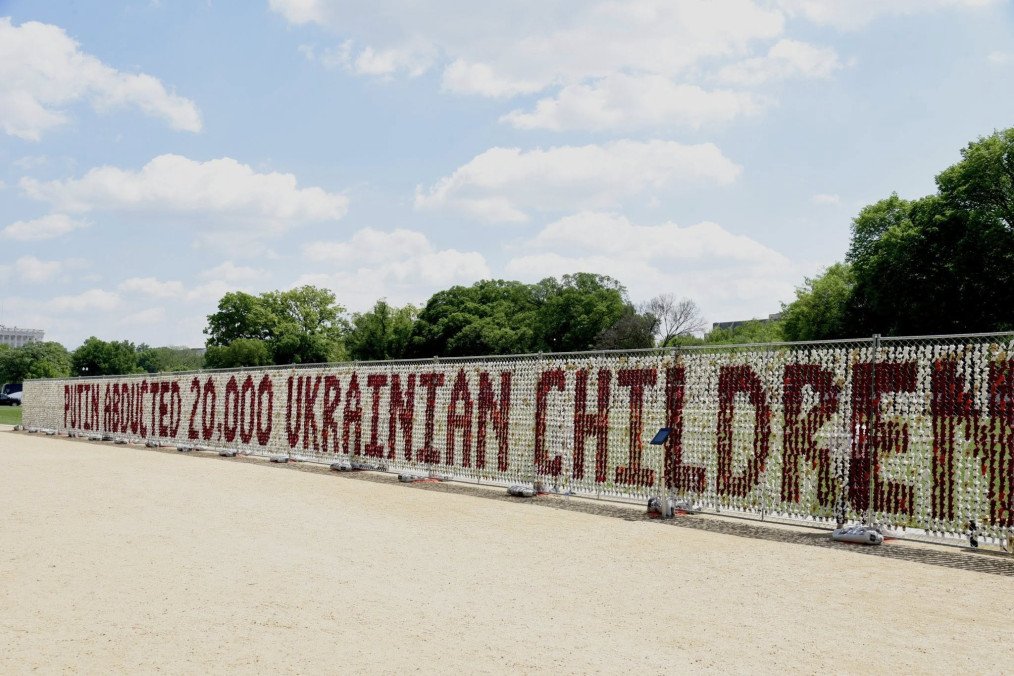 PUTIN ABDUCTED 20.000 UKRAINIAN CHILDREN